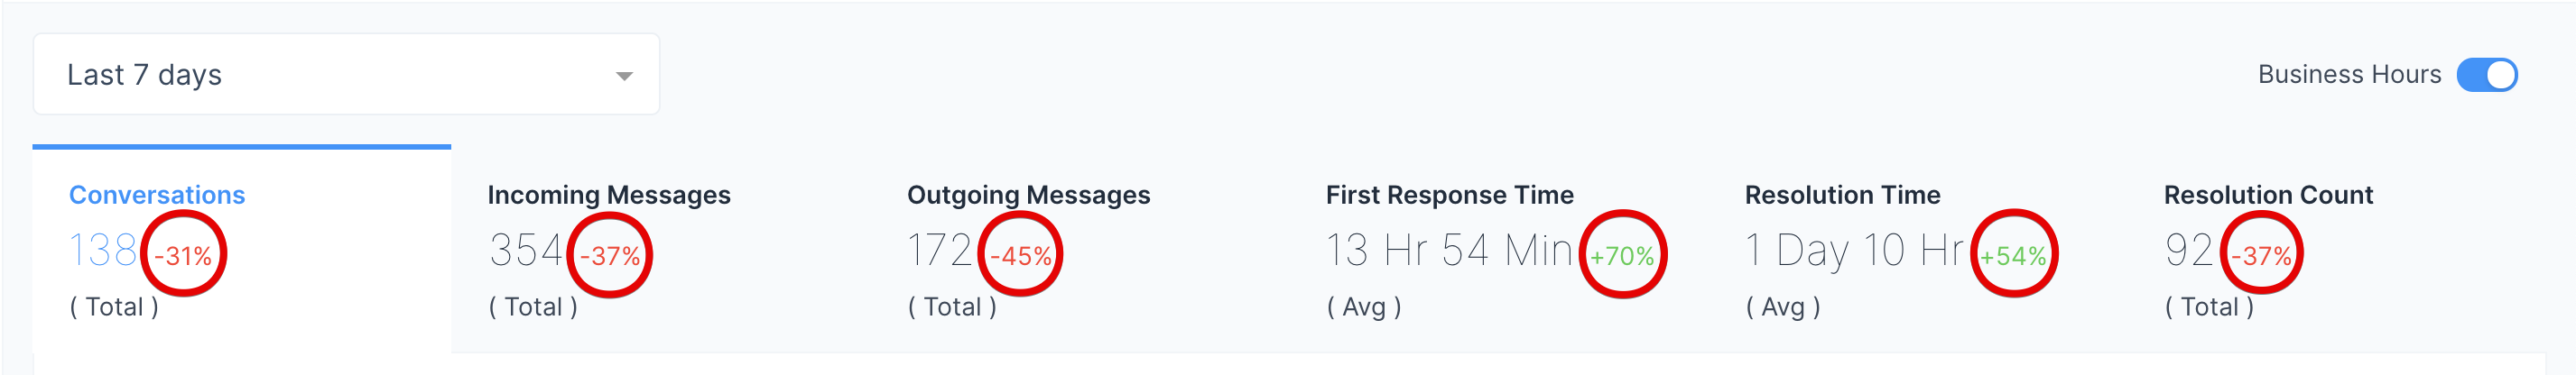 Last 7 days
Business Hours
Conversations
138 -31%
( Total )
Incoming Messages
354 -37%
( Total )
Outgoing Messages
172 -45%
( Total )
First Response Time
13 Hr 54 Min +70%
( Avg )
Resolution Time
1 Day 10 Hr +54%
( Avg )
Resolution Count
92 -37%
( Total )